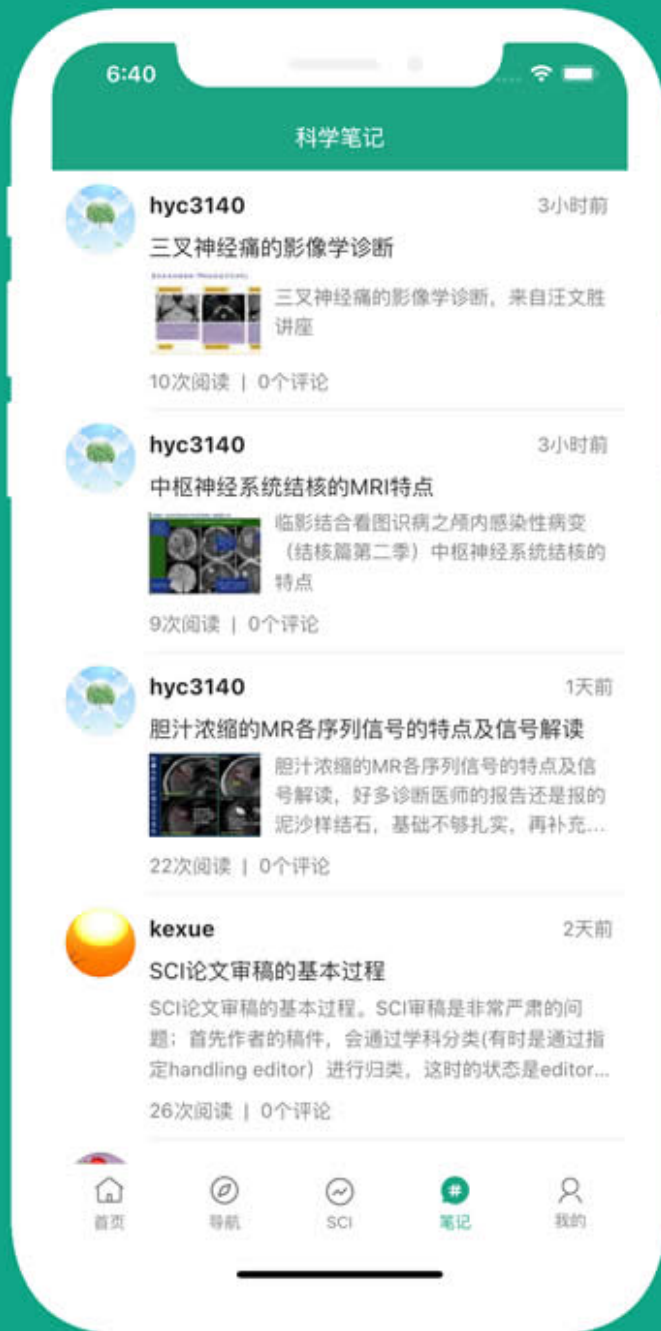 6:40
科学笔记
hyc3140
3小时前
三叉神经痛的影像学诊断
三叉神经痛的影像学诊断，来自汪文胜
讲座
10次阅读 | 0个评论
hyc3140
3小时前
中枢神经系统结核的MRI特点
临影结合看图识病之颅内感染性病变
（结核篇第二季）中枢神经系统结核的
特点
9次阅读 | 0个评论
hyc3140
1天前
胆汁浓缩的MR各序列信号的特点及信号解读
胆汁浓缩的MR各序列信号的特点及信
号解读，好多诊断医师的报告还是报的
泥沙样结石，基础不够扎实，再补充...
22次阅读 | 0个评论
kexue
2天前
SCI论文审稿的基本过程
SCI论文审稿的基本过程。SCI审稿是非常严肃的问
题：首先作者的稿件，会通过学科分类(有时是通过指
定handling editor）进行归类，这时的状态是editor...
26次阅读 | 0个评论
首页
导航
SCI
笔记
我的